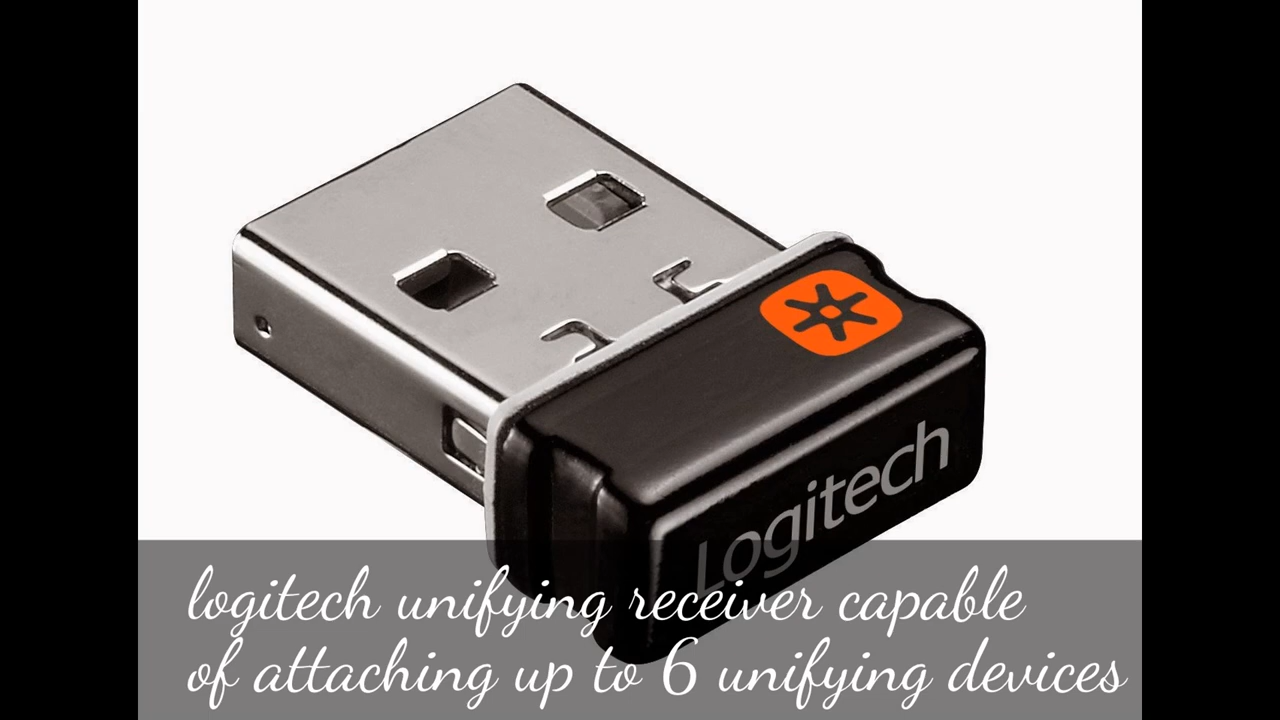 Logitech
logitech unifying receiver capable
of attaching up to 6 unifying devices